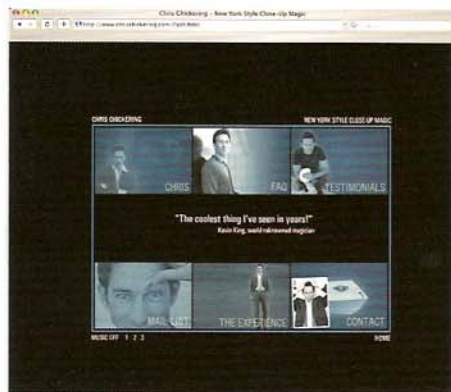 Chris Chickering - New York Style Close-Up Magic
CHRIS CHICKERING
NEW YORK STYLE CLOSE-UP MAGIC
CHRIS
FAQ
TESTIMONIALS
"The coolest thing I've seen in years!"
Kevin King, world renowned magician
MAIL LIST
THE EXPERIENCE
CONTACT
MUSIC OFF 1 2 3
HOME